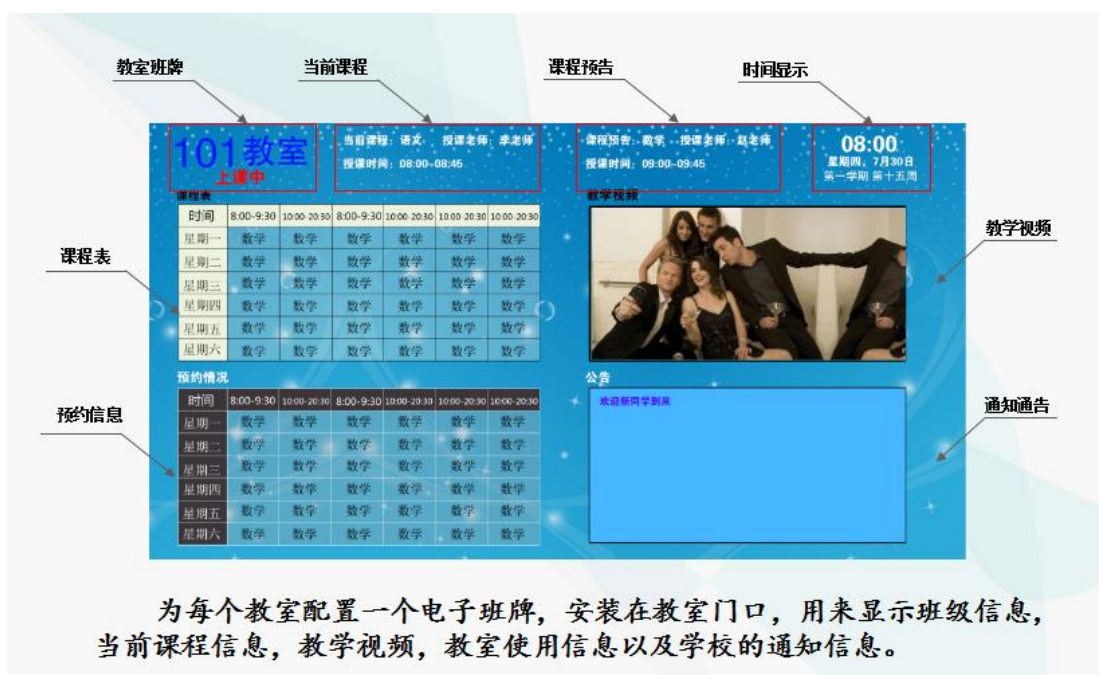 教室班牌
当前课程
课程预告
时间显示
101教室
上课中
当前课程：语文 授课老师：李老师
授课时间：08:00-08:45
课程预告：数学 授课老师：赵老师
授课时间：09:00-09:45
08:00
星期四，7月30日
第一学期 第十五周
课程表
课程表
时间 8:00-9:30 10:00-20:30 8:00-9:30 10:00-20:30 10:00-20:30 10:00-20:30
星期一 数学 数学 数学 数学 数学 数学
星期二 数学 数学 数学 数学 数学 数学
星期三 数学 数学 数学 数学 数学 数学
星期四 数学 数学 数学 数学 数学 数学
星期五 数学 数学 数学 数学 数学 数学
星期六 数学 数学 数学 数学 数学 数学
教学视频
教学视频
预约信息
预约情况
时间 8:00-9:30 10:00-20:30 8:00-9:30 10:00-20:30 10:00-20:30 10:00-20:30
星期一 数学 数学 数学 数学 数学 数学
星期二 数学 数学 数学 数学 数学 数学
星期三 数学 数学 数学 数学 数学 数学
星期四 数学 数学 数学 数学 数学 数学
星期五 数学 数学 数学 数学 数学 数学
星期六 数学 数学 数学 数学 数学 数学
公告
欢迎新同学到来
通知通告
为每个教室配置一个电子班牌，安装在教室门口，用来显示班级信息，
当前课程信息，教学视频，教室使用信息以及学校的通知信息。